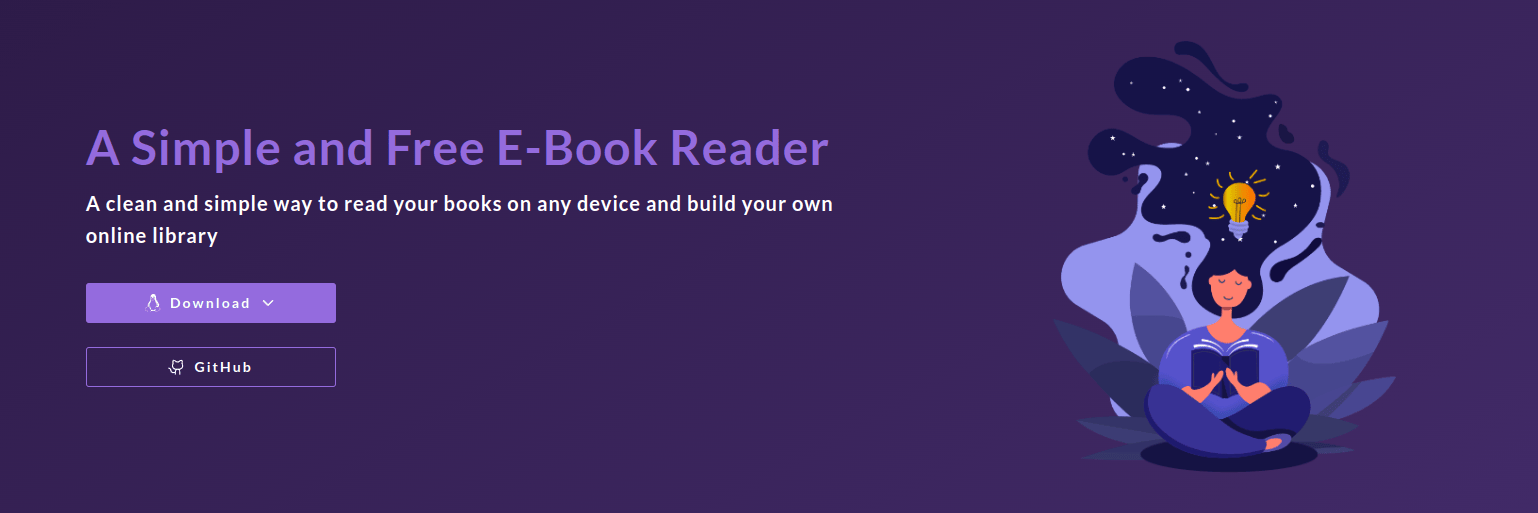 A Simple and Free E-Book Reader
A clean and simple way to read your books on any device and build your own
online library
Download
GitHub